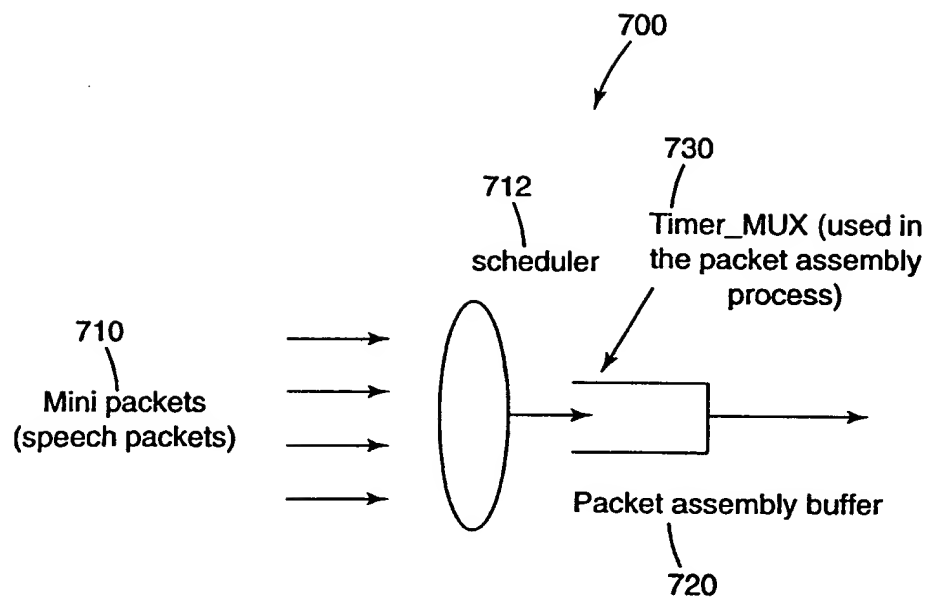 700
730
712
Timer_MUX (used in
the packet assembly
process)
scheduler
710
Mini packets
(speech packets)
Packet assembly buffer
720